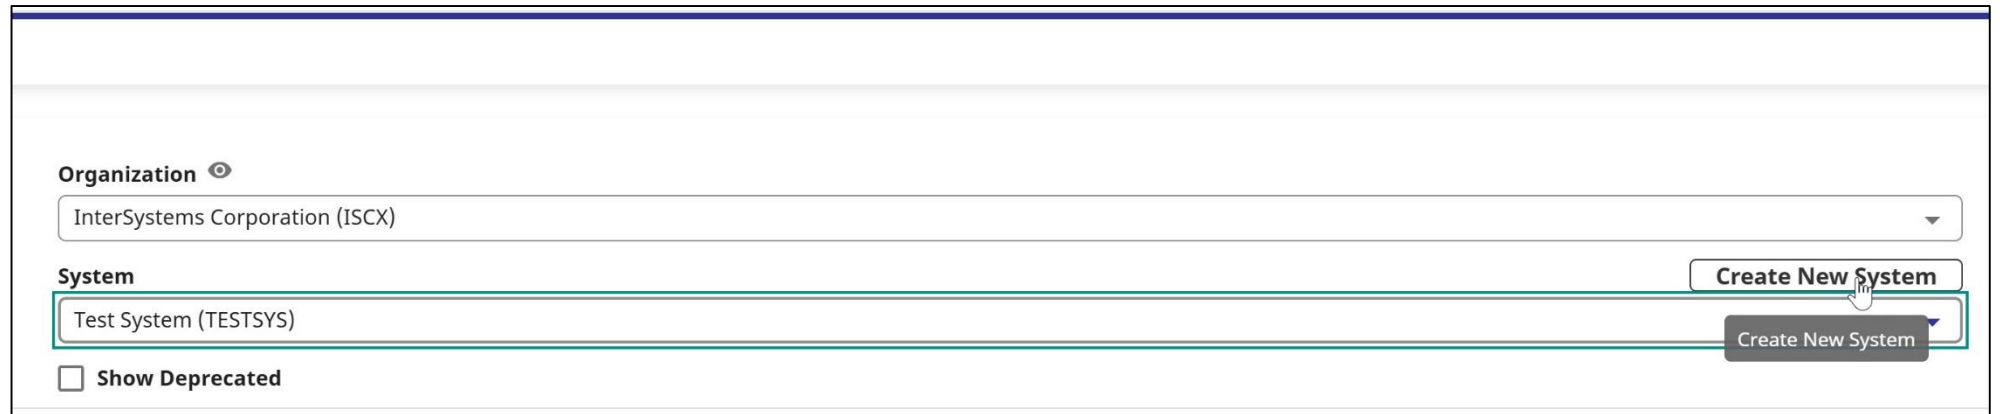 Organization
InterSystems Corporation (ISCX)
System
Create New System
Test System (TESTSYS)
Create New System
Show Deprecated